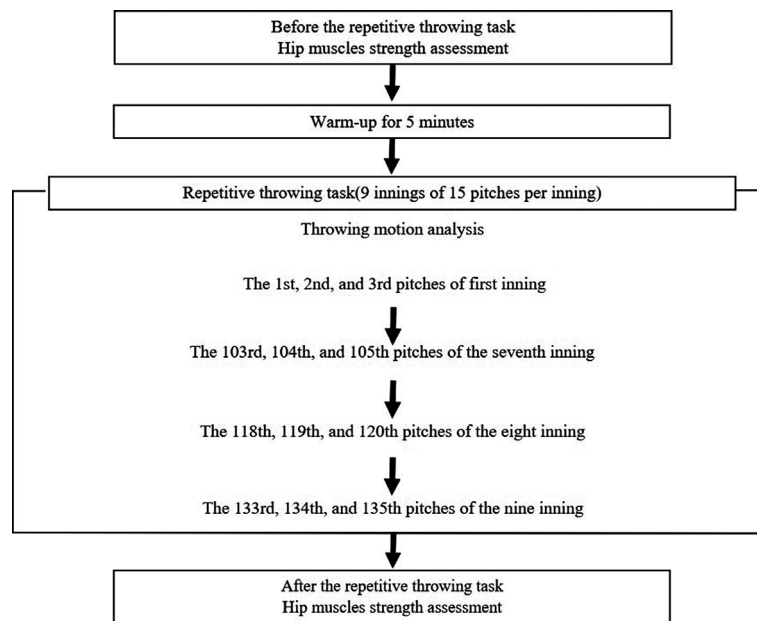 Before the repetitive throwing task
Hip muscles strength assessment
Warm-up for 5 minutes
Repetitive throwing task(9 innings of 15 pitches per inning)
Throwing motion analysis
The 1st, 2nd, and 3rd pitches of first inning
The 103rd, 104th, and 105th pitches of the seventh inning
The 118th, 119th, and 120th pitches of the eight inning
The 133rd, 134th, and 135th pitches of the nine inning
After the repetitive throwing task
Hip muscles strength assessment